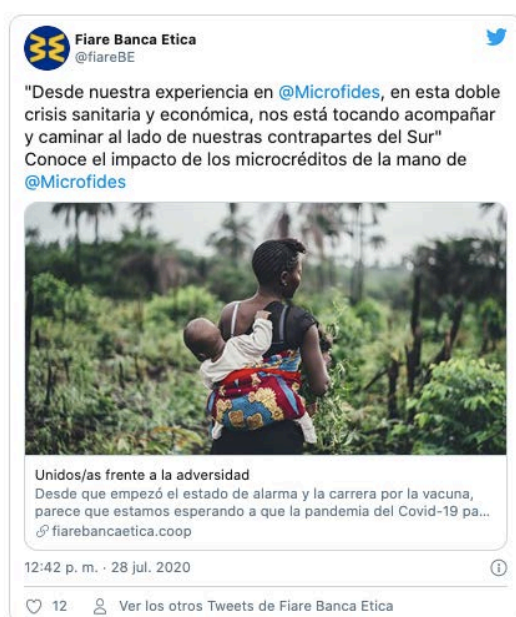 Fiare Banca Etica
@fiareBE
"Desde nuestra experiencia en @Microfides, en esta doble
crisis sanitaria y económica, nos está tocando acompañar
y caminar al lado de nuestras contrapartes del Sur"
Conoce el impacto de los microcréditos de la mano de
@Microfides
Unidos/as frente a la adversidad
Desde que empezó el estado de alarma y la carrera por la vacuna,
parece que estamos esperando a que la pandemia del Covid-19 pa...
fiarebancaetica.coop
12:42 p. m. · 28 jul. 2020
12 Ver los otros Tweets de Fiare Banca Etica